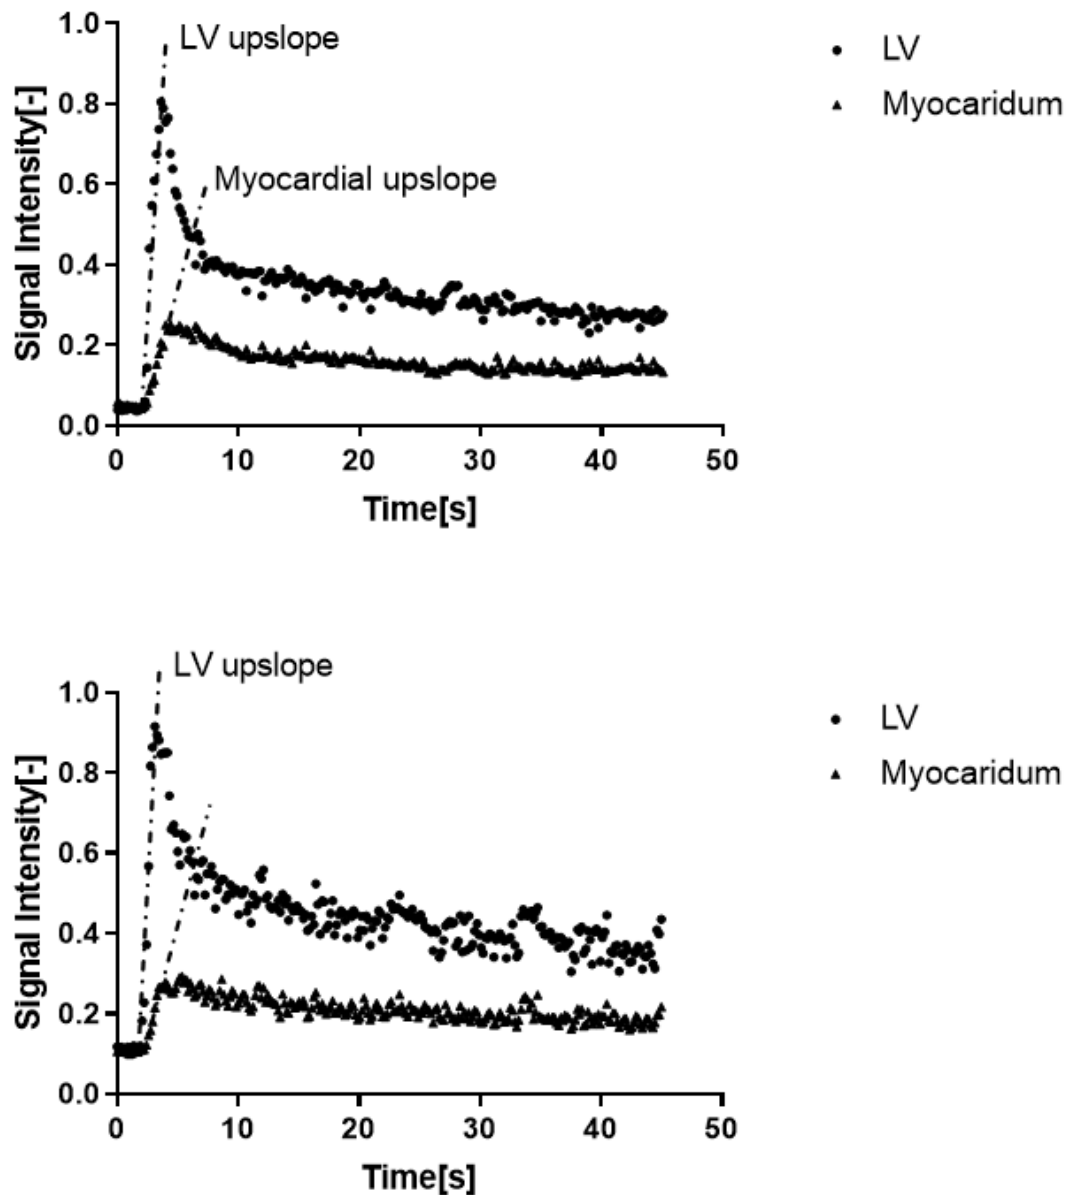 1.0
LV upslope
LV
0.8
Myocaridum
0.6
Myocardial upslope
0.4
0.2
0.0
Signal Intensity[-]
0 10 20 30 40 50
Time[s]
LV upslope
1.0
LV
0.8
Myocaridum
0.6
0.4
0.2
0.0
Signal Intensity[-]
0 10 20 30 40 50
Time[s]